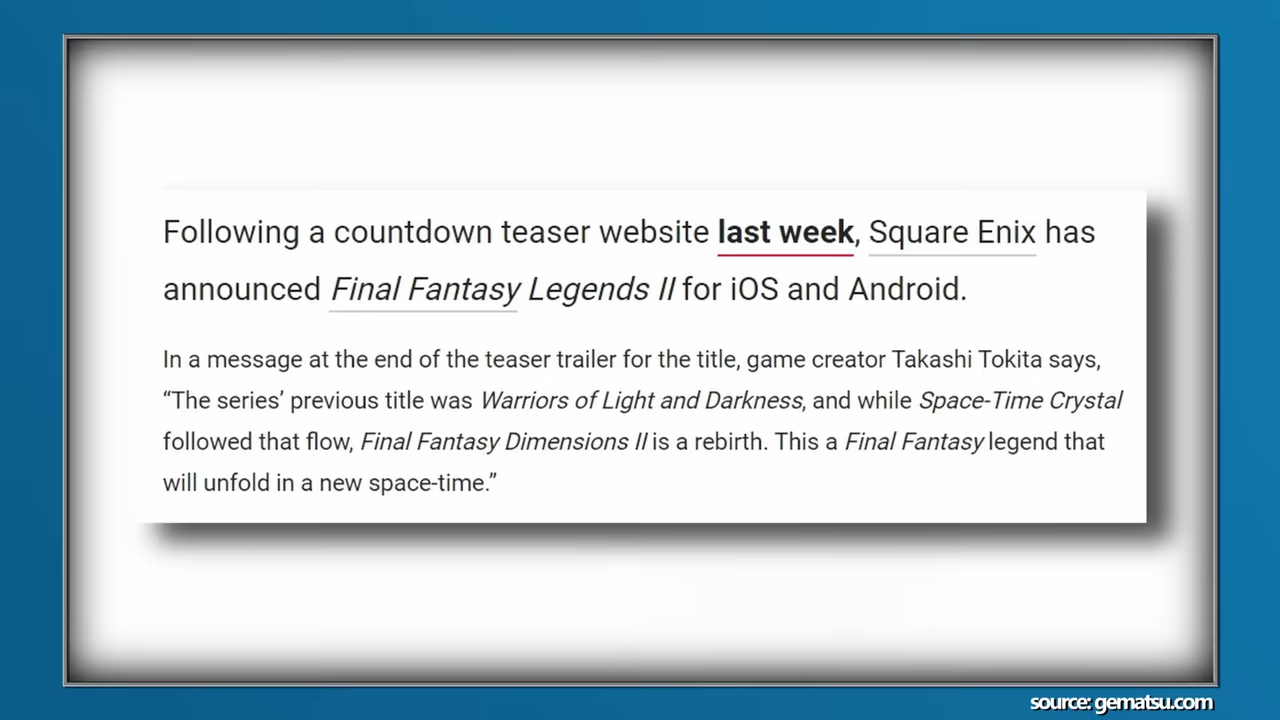 Following a countdown teaser website last week, Square Enix has
announced Final Fantasy Legends II for iOS and Android.
In a message at the end of the teaser trailer for the title, game creator Takashi Tokita says,
“The series’ previous title was Warriors of Light and Darkness, and while Space-Time Crystal
followed that flow, Final Fantasy Dimensions II is a rebirth. This a Final Fantasy legend that
will unfold in a new space-time.”
source: gematsu.com